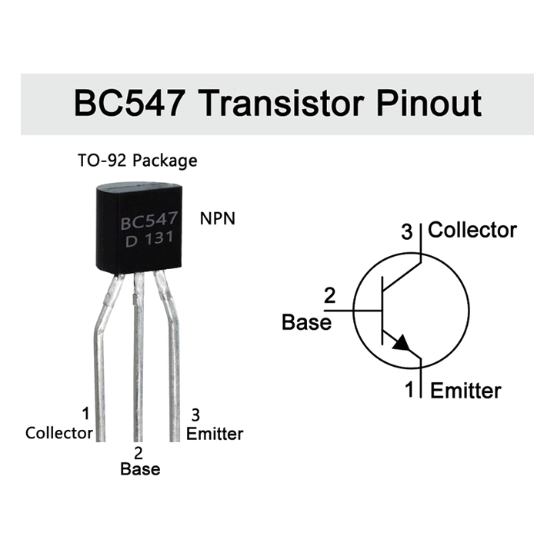 BC547 Transistor Pinout
TO-92 Package
BC547
D 131
NPN
1
Collector
2
Base
3
Emitter
3 Collector
2
Base
1 Emitter